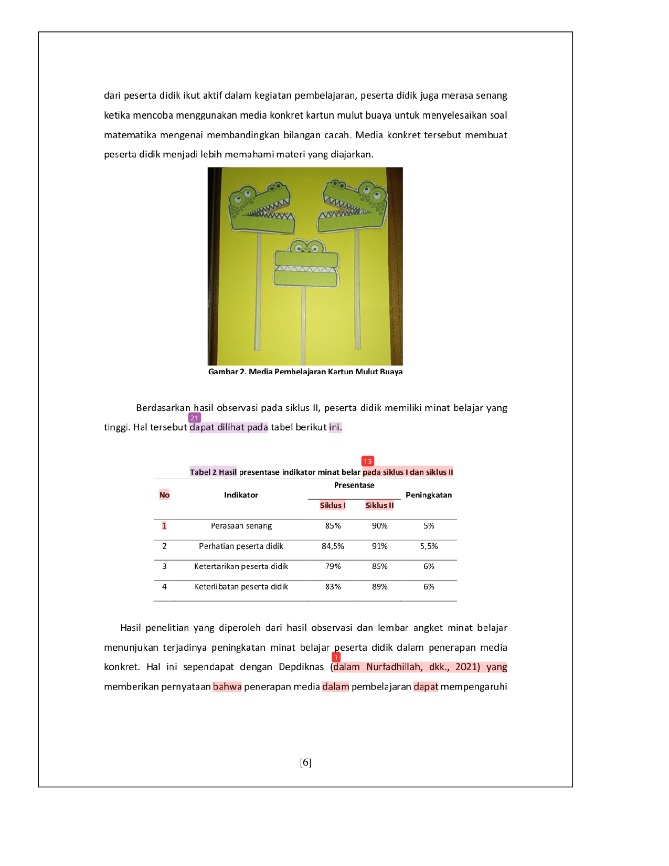 dari peserta didik ikut aktif dalam kegiatan pembelajaran, peserta didik juga merasa senang
ketika mencoba menggunakan media konkret kartun mulut buaya untuk menyelesaikan soal
matematika mengenai membandingkan bilangan cacah. Media konkret tersebut membuat
peserta didik menjadi lebih memahami materi yang diajarkan.
Gambar 2. Media Pembelajaran Kartun Mulut Buaya
Berdasarkan hasil observasi pada siklus II, peserta didik memiliki minat belajar yang
21
tinggi. Hal tersebut dapat dilihat pada tabel berikut ini.
13
Tabel 2 Hasil presentase indikator minat belar pada siklus I dan siklus II
No Indikator Presentase Peningkatan
Siklus I Siklus II
1 Perasaan senang 85% 90% 5%
2 Perhatian peserta didik 84,5% 91% 5,5%
3 Ketertarikan peserta didik 79% 85% 6%
4 Keterlibatan peserta didik 83% 89% 6%
Hasil penelitian yang diperoleh dari hasil observasi dan lembar angket minat belajar
menunjukan terjadinya peningkatan minat belajar peserta didik dalam penerapan media
1
konkret. Hal ini sependapat dengan Depdiknas (dalam Nurfadhillah, dkk., 2021) yang
memberikan pernyataan bahwa penerapan media dalam pembelajaran dapat mempengaruhi
[6]